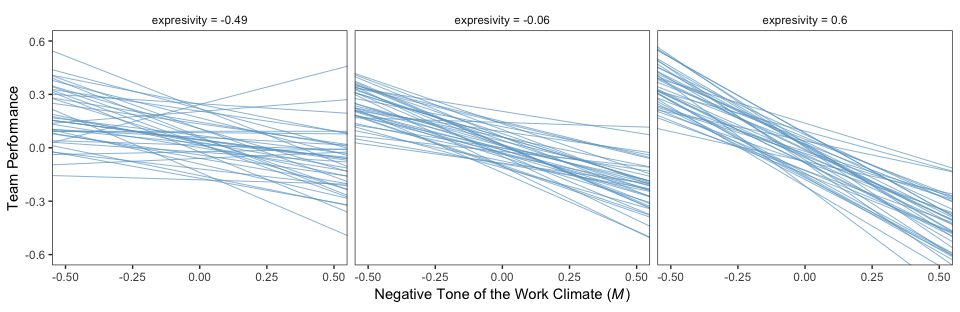 expresivity = -0.49
expresivity = -0.06
expresivity = 0.6
Team Performance
0.6
0.3
0.0
-0.3
-0.6
-0.50 -0.25 0.00 0.25 0.50
-0.50 -0.25 0.00 0.25 0.50
-0.50 -0.25 0.00 0.25 0.50
Negative Tone of the Work Climate (M)